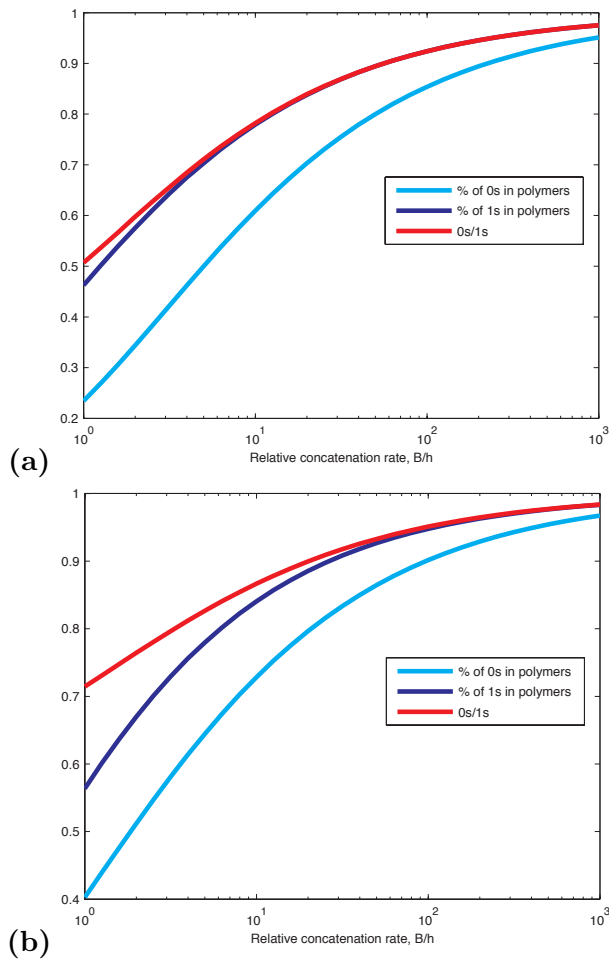 1
0.9
0.8
0.7
0.6
0.5
0.4
0.3
0.2
% of 0s in polymers
% of 1s in polymers
0s/1s
10^0 10^1 10^2 10^3
Relative concatenation rate, B/h
(a)
1
0.9
0.8
0.7
0.6
0.5
0.4
% of 0s in polymers
% of 1s in polymers
0s/1s
10^0 10^1 10^2 10^3
Relative concatenation rate, B/h
(b)